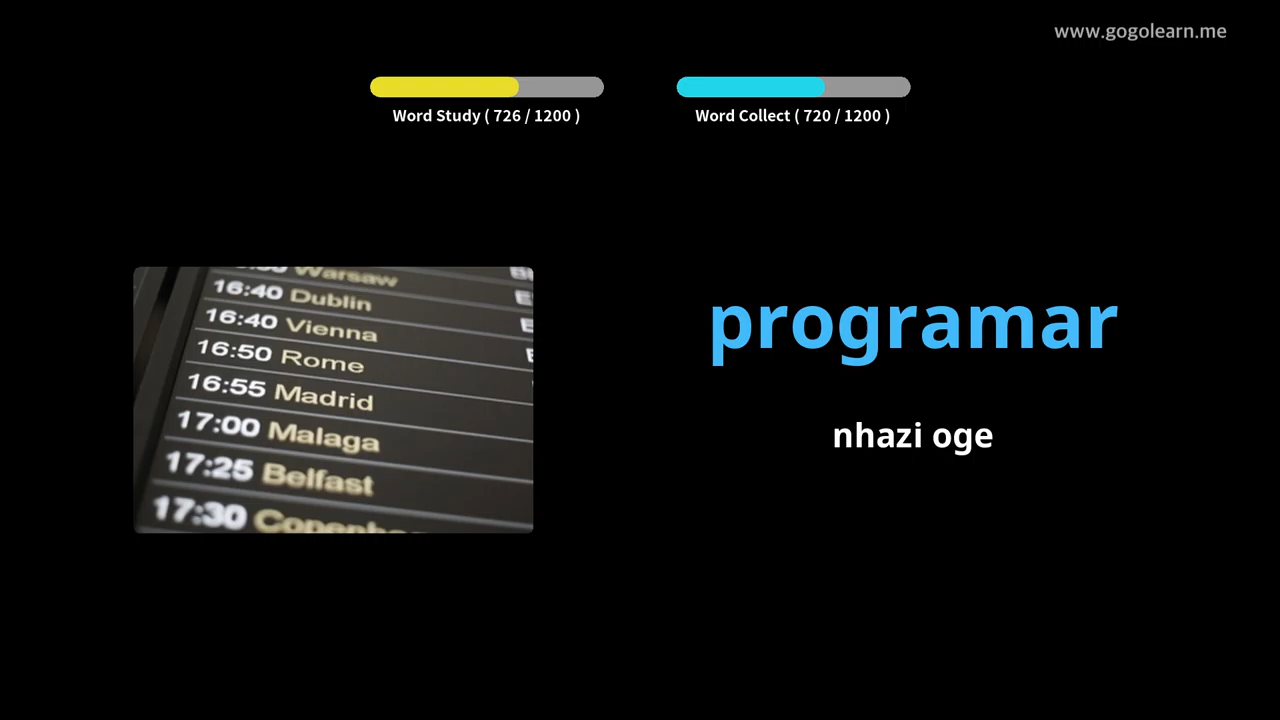 www.gogolearn.me
Word Study ( 726 / 1200 )
Word Collect ( 720 / 1200 )
Warsaw
16:40 Dublin
16:40 Vienna
16:50 Rome
16:55 Madrid
17:00 Malaga
17:25 Belfast
17:30
programar
nhazi oge